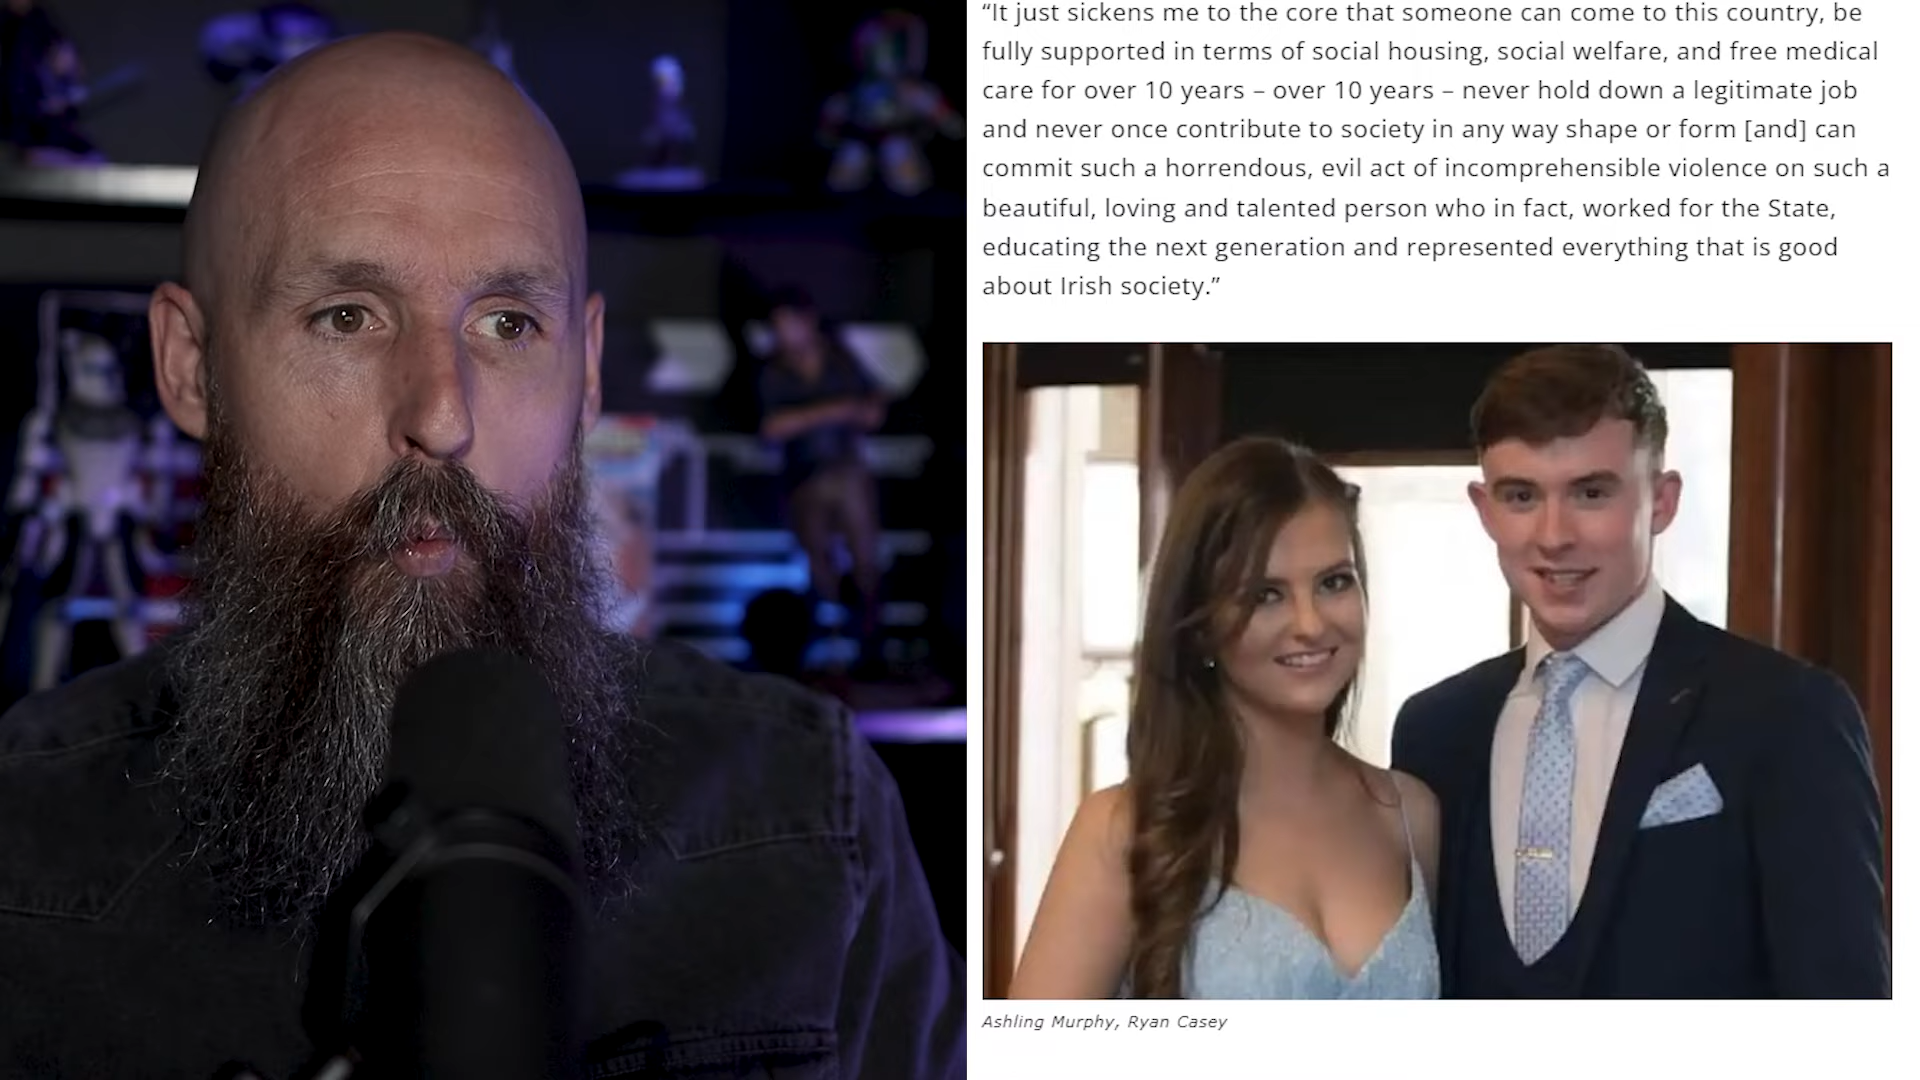 “It just sickens me to the core that someone can come to this country, be
fully supported in terms of social housing, social welfare, and free medical
care for over 10 years – over 10 years – never hold down a legitimate job
and never once contribute to society in any way shape or form [and] can
commit such a horrendous, evil act of incomprehensible violence on such a
beautiful, loving and talented person who in fact, worked for the State,
educating the next generation and represented everything that is good
about Irish society.”
Ashling Murphy, Ryan Casey